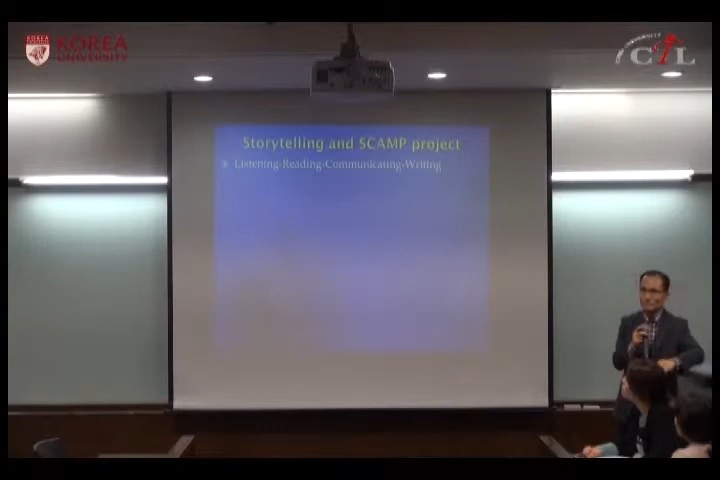 KOREA
UNIVERSITY
CTL
Storytelling and SCAMP project
Listening-Reading-Communicating-Writing